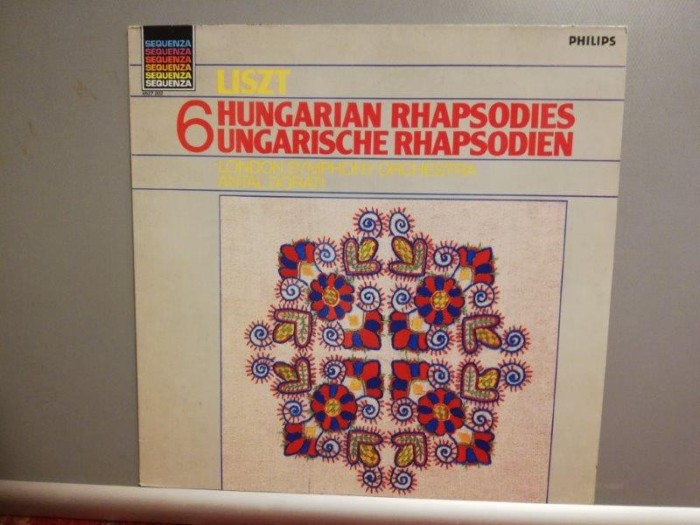 SEQUENZA
SEQUENZA
SEQUENZA
SEQUENZA
SEQUENZA
SEQUENZA
PHILIPS
LISZT
6 HUNGARIAN RHAPSODIES
UNGARISCHE RHAPSODIEN
LONDON SYMPHONY ORCHESTRA
ANTAL DORATI